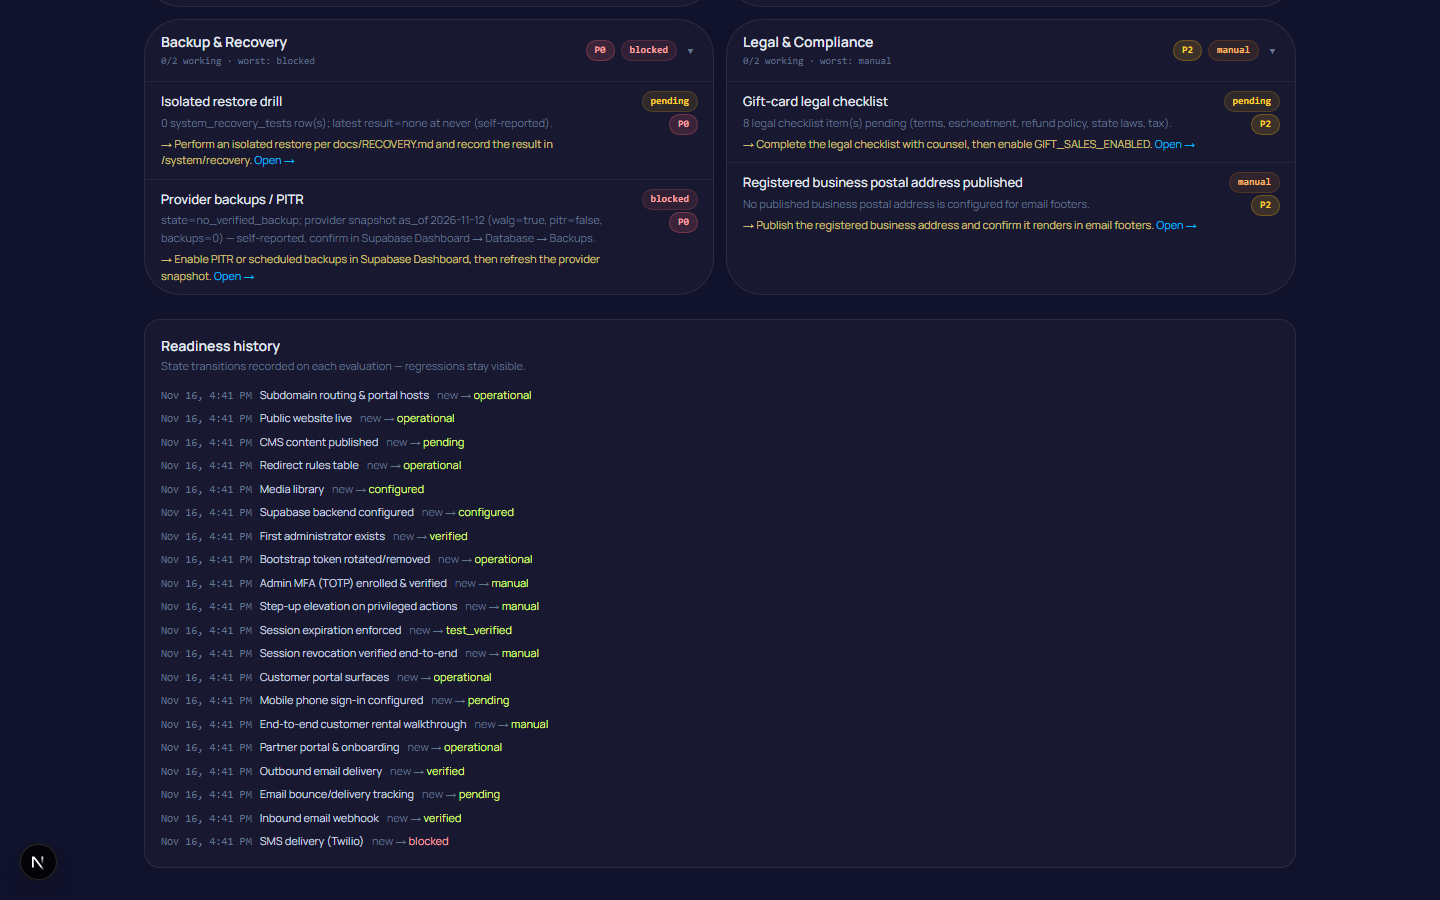 Backup & Recovery
0/2 working · worst: blocked
P0 blocked ▼
Isolated restore drill
pending
0 system_recovery_tests row(s); latest result=none at never (self-reported).
P0
→ Perform an isolated restore per docs/RECOVERY.md and record the result in
/system/recovery. Open →
Provider backups / PITR
blocked
state=no_verified_backup; provider snapshot as_of 2026-11-12 (walg=true, pitr=false,
P0
backups=0) — self-reported, confirm in Supabase Dashboard → Database → Backups.
→ Enable PITR or scheduled backups in Supabase Dashboard, then refresh the provider
snapshot. Open →
Legal & Compliance
0/2 working · worst: manual
P2 manual ▼
Gift-card legal checklist
pending
8 legal checklist item(s) pending (terms, escheatment, refund policy, state laws, tax).
P2
→ Complete the legal checklist with counsel, then enable GIFT_SALES_ENABLED. Open →
Registered business postal address published
manual
No published business postal address is configured for email footers.
P2
→ Publish the registered business address and confirm it renders in email footers. Open →
Readiness history
State transitions recorded on each evaluation — regressions stay visible.
Nov 16, 4:41 PM Subdomain routing & portal hosts new → operational
Nov 16, 4:41 PM Public website live new → operational
Nov 16, 4:41 PM CMS content published new → pending
Nov 16, 4:41 PM Redirect rules table new → operational
Nov 16, 4:41 PM Media library new → configured
Nov 16, 4:41 PM Supabase backend configured new → configured
Nov 16, 4:41 PM First administrator exists new → verified
Nov 16, 4:41 PM Bootstrap token rotated/removed new → operational
Nov 16, 4:41 PM Admin MFA (TOTP) enrolled & verified new → manual
Nov 16, 4:41 PM Step-up elevation on privileged actions new → manual
Nov 16, 4:41 PM Session expiration enforced new → test_verified
Nov 16, 4:41 PM Session revocation verified end-to-end new → manual
Nov 16, 4:41 PM Customer portal surfaces new → operational
Nov 16, 4:41 PM Mobile phone sign-in configured new → pending
Nov 16, 4:41 PM End-to-end customer rental walkthrough new → manual
Nov 16, 4:41 PM Partner portal & onboarding new → operational
Nov 16, 4:41 PM Outbound email delivery new → verified
Nov 16, 4:41 PM Email bounce/delivery tracking new → pending
Nov 16, 4:41 PM Inbound email webhook new → verified
Nov 16, 4:41 PM SMS delivery (Twilio) new → blocked
N